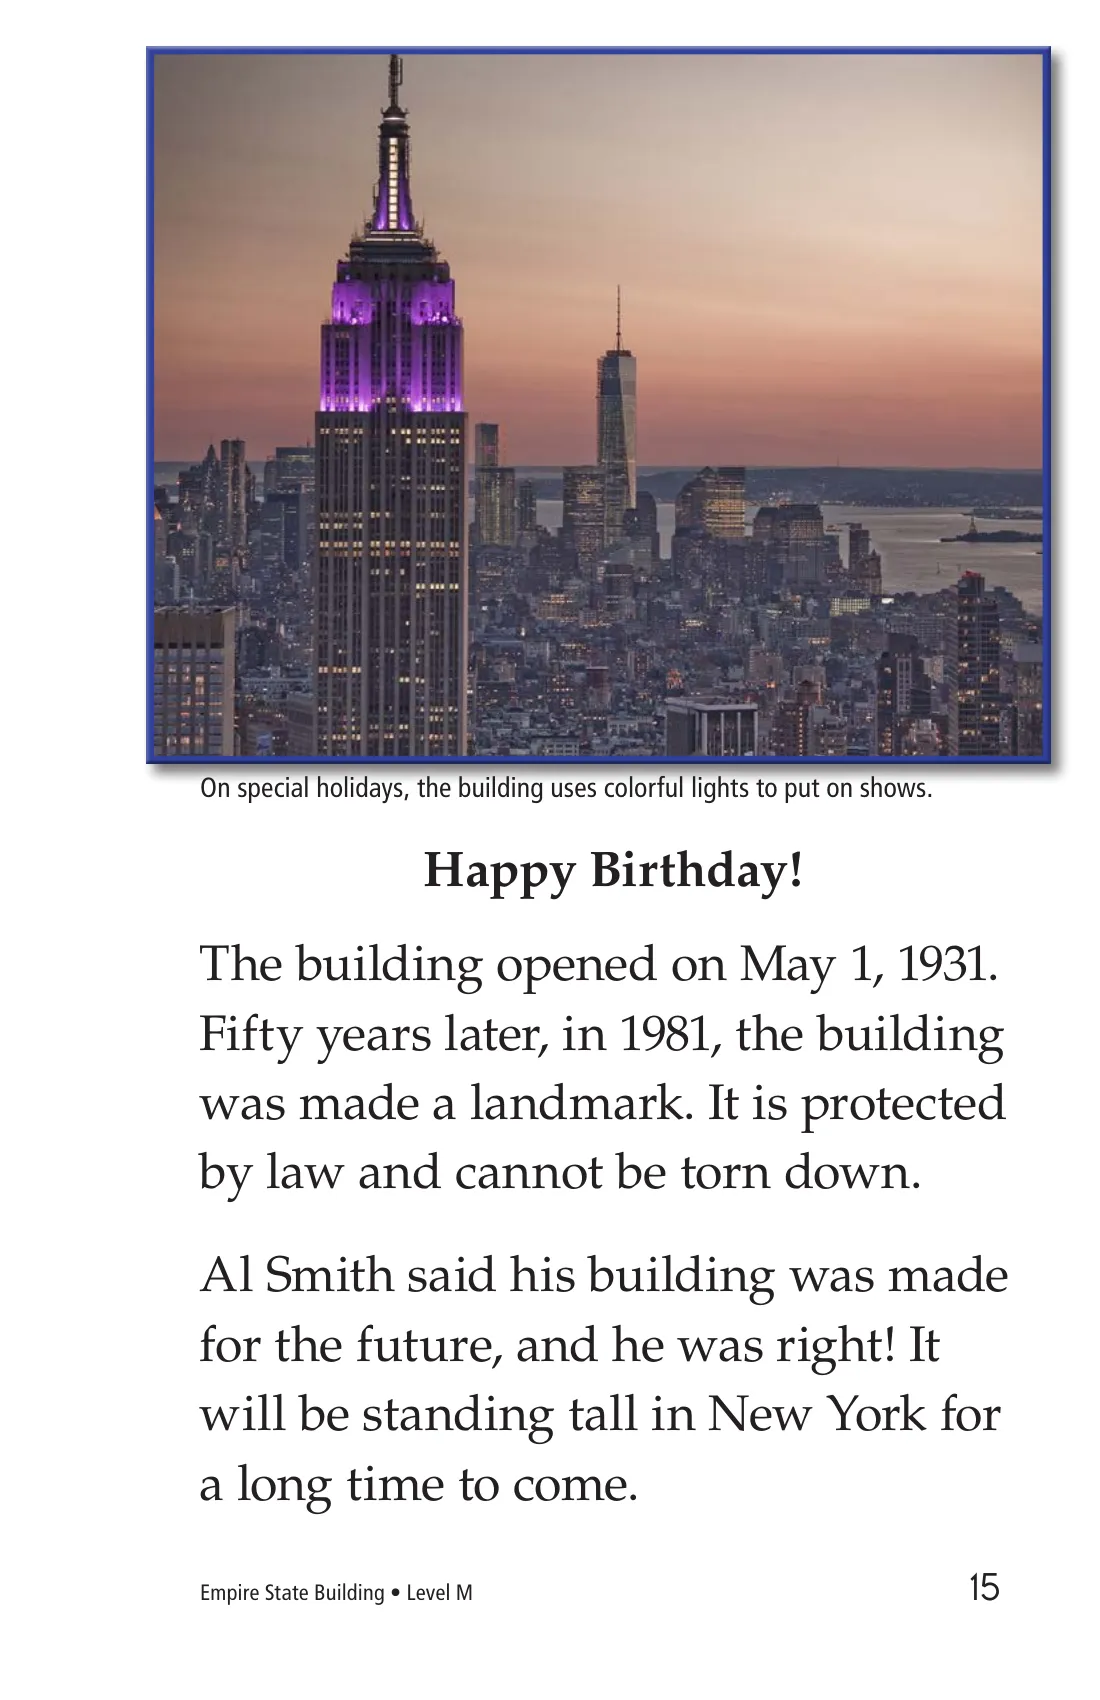 On special holidays, the building uses colorful lights to put on shows.
Happy Birthday!
The building opened on May 1, 1931.
Fifty years later, in 1981, the building
was made a landmark. It is protected
by law and cannot be torn down.
Al Smith said his building was made
for the future, and he was right! It
will be standing tall in New York for
a long time to come.
Empire State Building • Level M
15